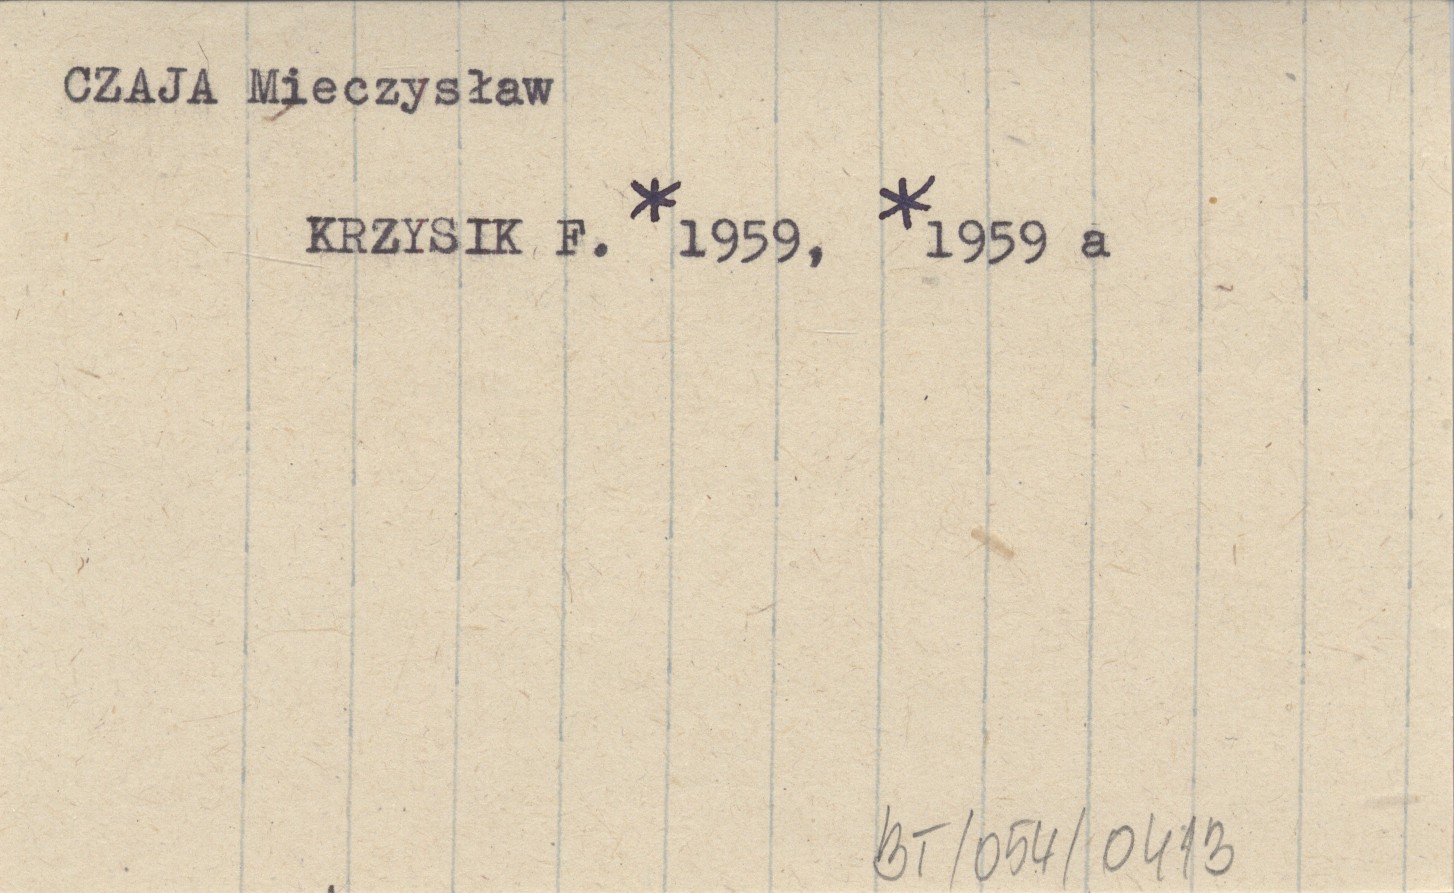 CZAJA Mieczysław
KRZYSIK F. *1959, *1959 a
BT/054/0413